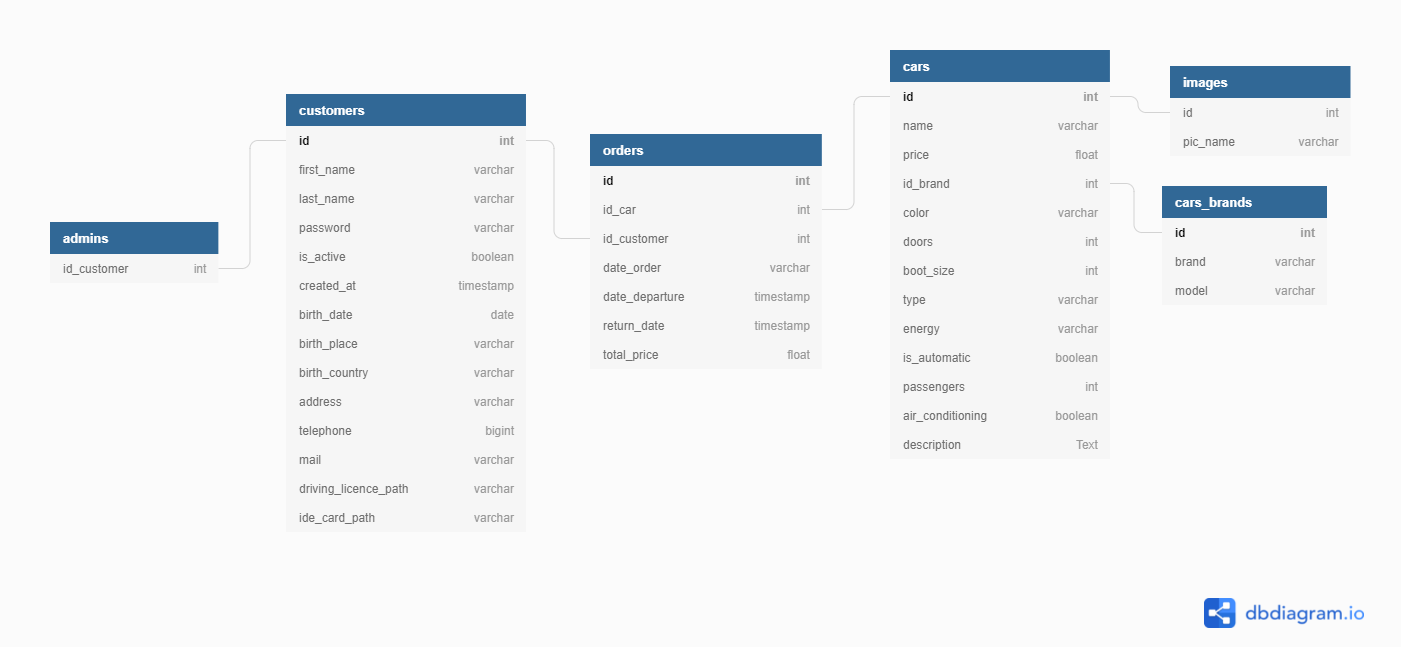 admins
id_customer int
customers
id int
first_name varchar
last_name varchar
password varchar
is_active boolean
created_at timestamp
birth_date date
birth_place varchar
birth_country varchar
address varchar
telephone bigint
mail varchar
driving_licence_path varchar
ide_card_path varchar
orders
id int
id_car int
id_customer int
date_order varchar
date_departure timestamp
return_date timestamp
total_price float
cars
id int
name varchar
price float
id_brand int
color varchar
doors int
boot_size int
type varchar
energy varchar
is_automatic boolean
passengers int
air_conditioning boolean
description Text
images
id int
pic_name varchar
cars_brands
id int
brand varchar
model varchar
dbdiagram.io